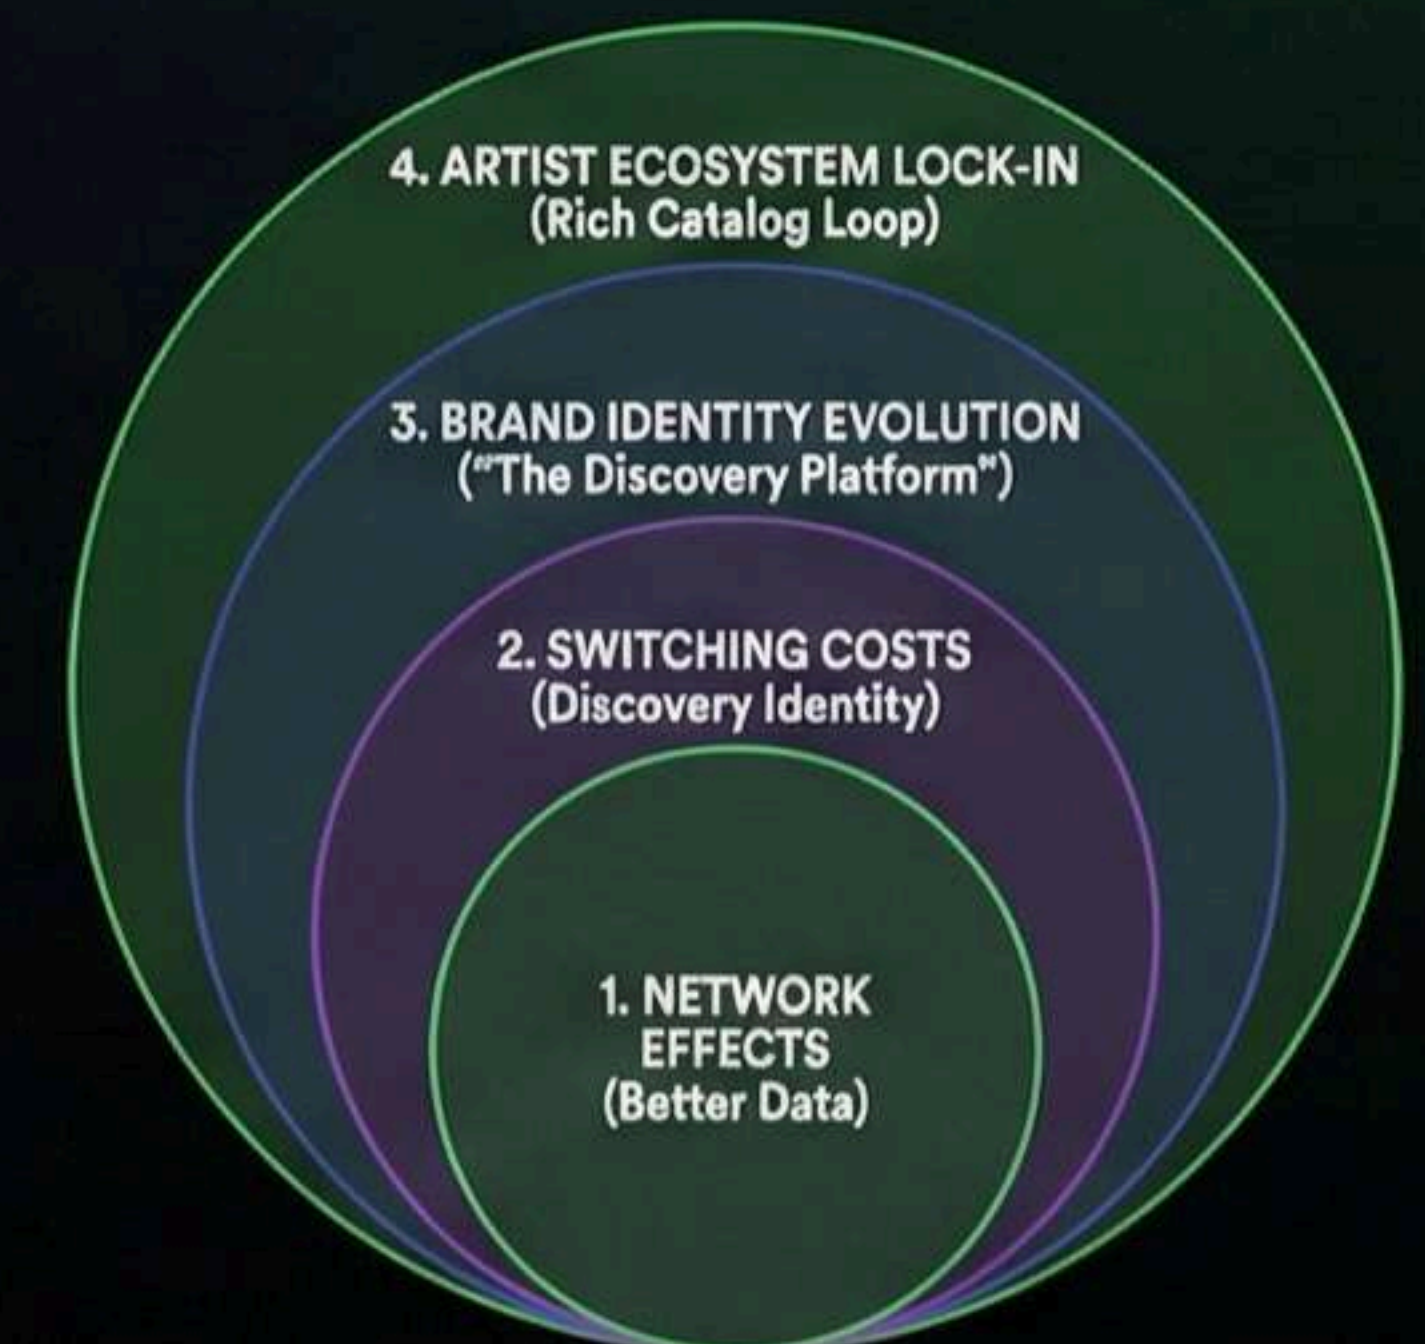 4. ARTIST ECOSYSTEM LOCK-IN
(Rich Catalog Loop)
3. BRAND IDENTITY EVOLUTION
("The Discovery Platform")
2. SWITCHING COSTS
(Discovery Identity)
1. NETWORK
EFFECTS
(Better Data)